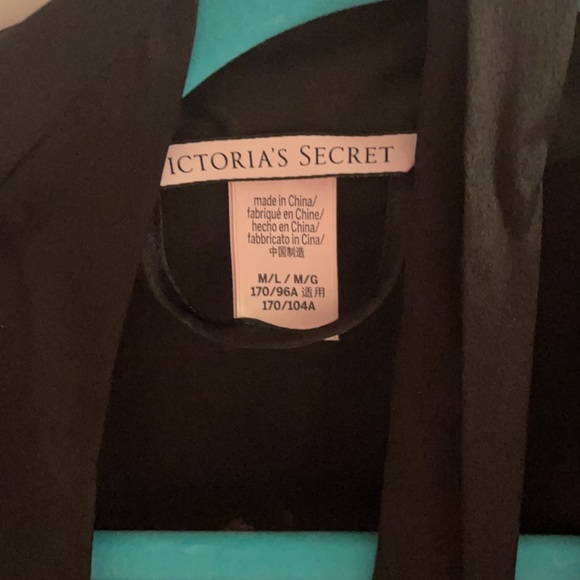 ICTORIA'S SECRET
made in China/
fabriqué en Chine/
hecho en China/
fabbricato in Cina/
中国制造
M/L / M/G
170/96A 适用
170/104A